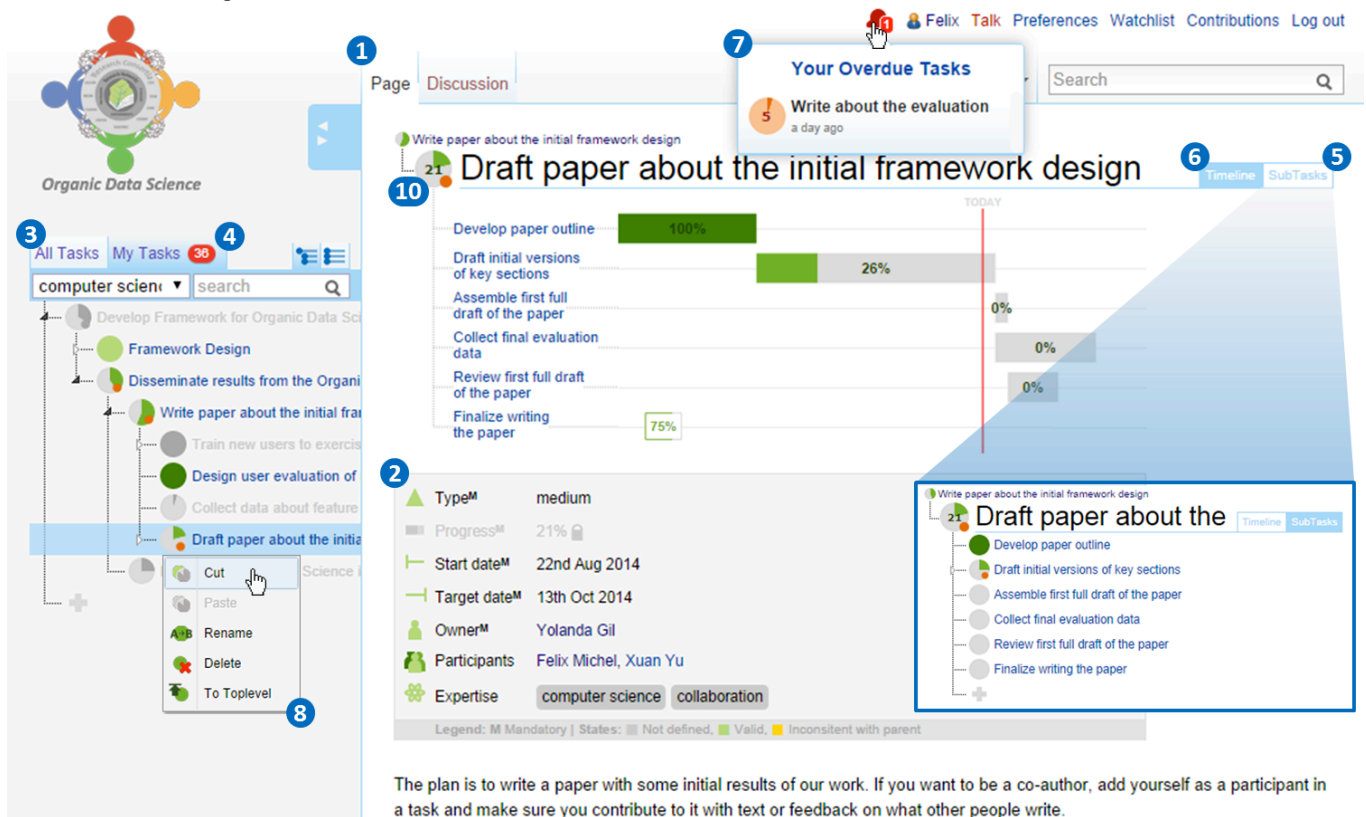 1
7
Felix Talk Preferences Watchlist Contributions Log out
Page Discussion
Search
Your Overdue Tasks
5
Write about the evaluation
a day ago
Organic Data Science
3
4
All Tasks My Tasks 36
computer scien
search
Develop Framework for Organic Data Sci
Framework Design
Disseminate results from the Organi
Write paper about the initial fra
Train new users to exercis
Design user evaluation of
Collect data about feature
Draft paper about the initia
Science i
Cut
Paste
A▸B Rename
Delete
To Toplevel
8
Write paper about the initial framework design
21 Draft paper about the initial framework design
10
6
5
Timeline SubTasks
TODAY
Develop paper outline 100%
Draft initial versions
of key sections
26%
Assemble first full
draft of the paper
0%
Collect final evaluation
data
0%
Review first full draft
of the paper
0%
Finalize writing
the paper
75%
2
Typeᴹ medium
Progressᴹ 21%
Start dateᴹ 22nd Aug 2014
Target dateᴹ 13th Oct 2014
Ownerᴹ Yolanda Gil
Participants Felix Michel, Xuan Yu
Expertise computer science collaboration
Legend: M Mandatory | States: Not defined, Valid, Inconsitent with parent
Write paper about the initial framework design
21 Draft paper about the
Timeline SubTasks
Develop paper outline
Draft initial versions of key sections
Assemble first full draft of the paper
Collect final evaluation data
Review first full draft of the paper
Finalize writing the paper
The plan is to write a paper with some initial results of our work. If you want to be a co-author, add yourself as a participant in
a task and make sure you contribute to it with text or feedback on what other people write.